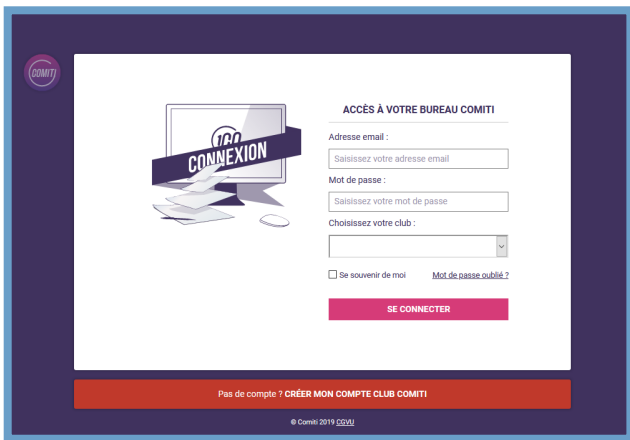 COMITI
ACCÈS À VOTRE BUREAU COMITI
Adresse email :
Saisissez votre adresse email
Mot de passe :
Saisissez votre mot de passe
Choisissez votre club :
Se souvenir de moi Mot de passe oublié ?
SE CONNECTER
CONNEXION
Pas de compte ? CRÉER MON COMPTE CLUB COMITI
© Comiti 2019 CGVU